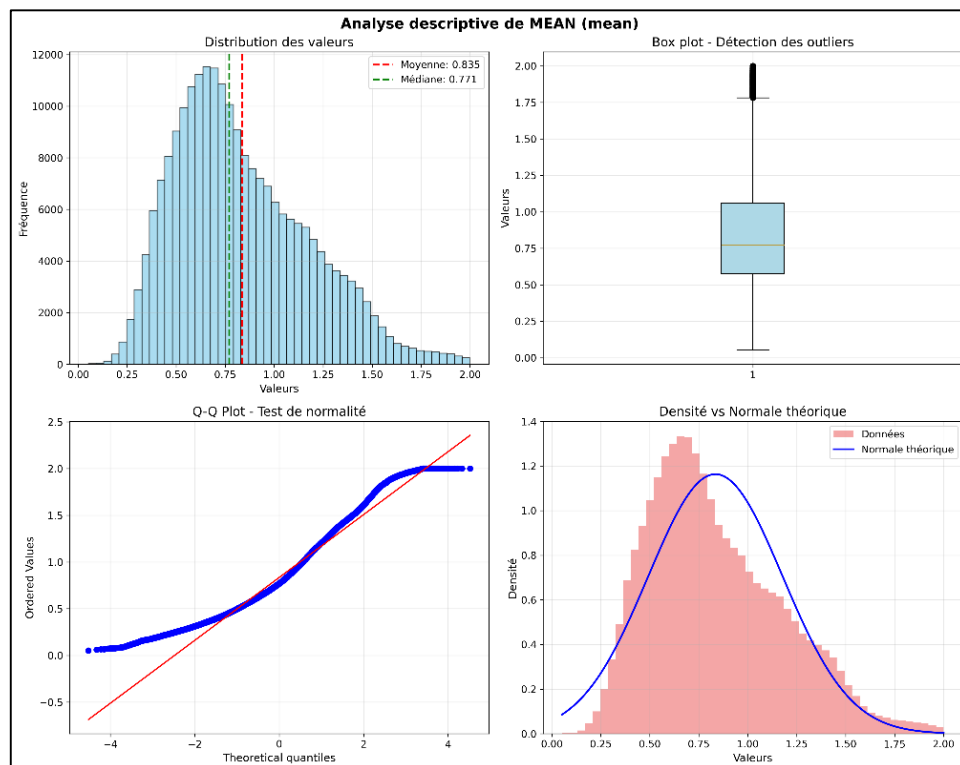 Analyse descriptive de MEAN (mean)
Distribution des valeurs
12000
10000
8000
6000
4000
2000
0
Fréquence
Moyenne: 0.835
Médiane: 0.771
0.00 0.25 0.50 0.75 1.00 1.25 1.50 1.75 2.00
Valeurs
Box plot - Détection des outliers
2.00
1.75
1.50
1.25
1.00
0.75
0.50
0.25
0.00
Valeurs
1
Q-Q Plot - Test de normalité
2.5
2.0
1.5
1.0
0.5
0.0
−0.5
Ordered Values
−4 −2 0 2 4
Theoretical quantiles
Densité vs Normale théorique
1.4
1.2
1.0
0.8
0.6
0.4
0.2
0.0
Densité
Données
Normale théorique
0.00 0.25 0.50 0.75 1.00 1.25 1.50 1.75 2.00
Valeurs